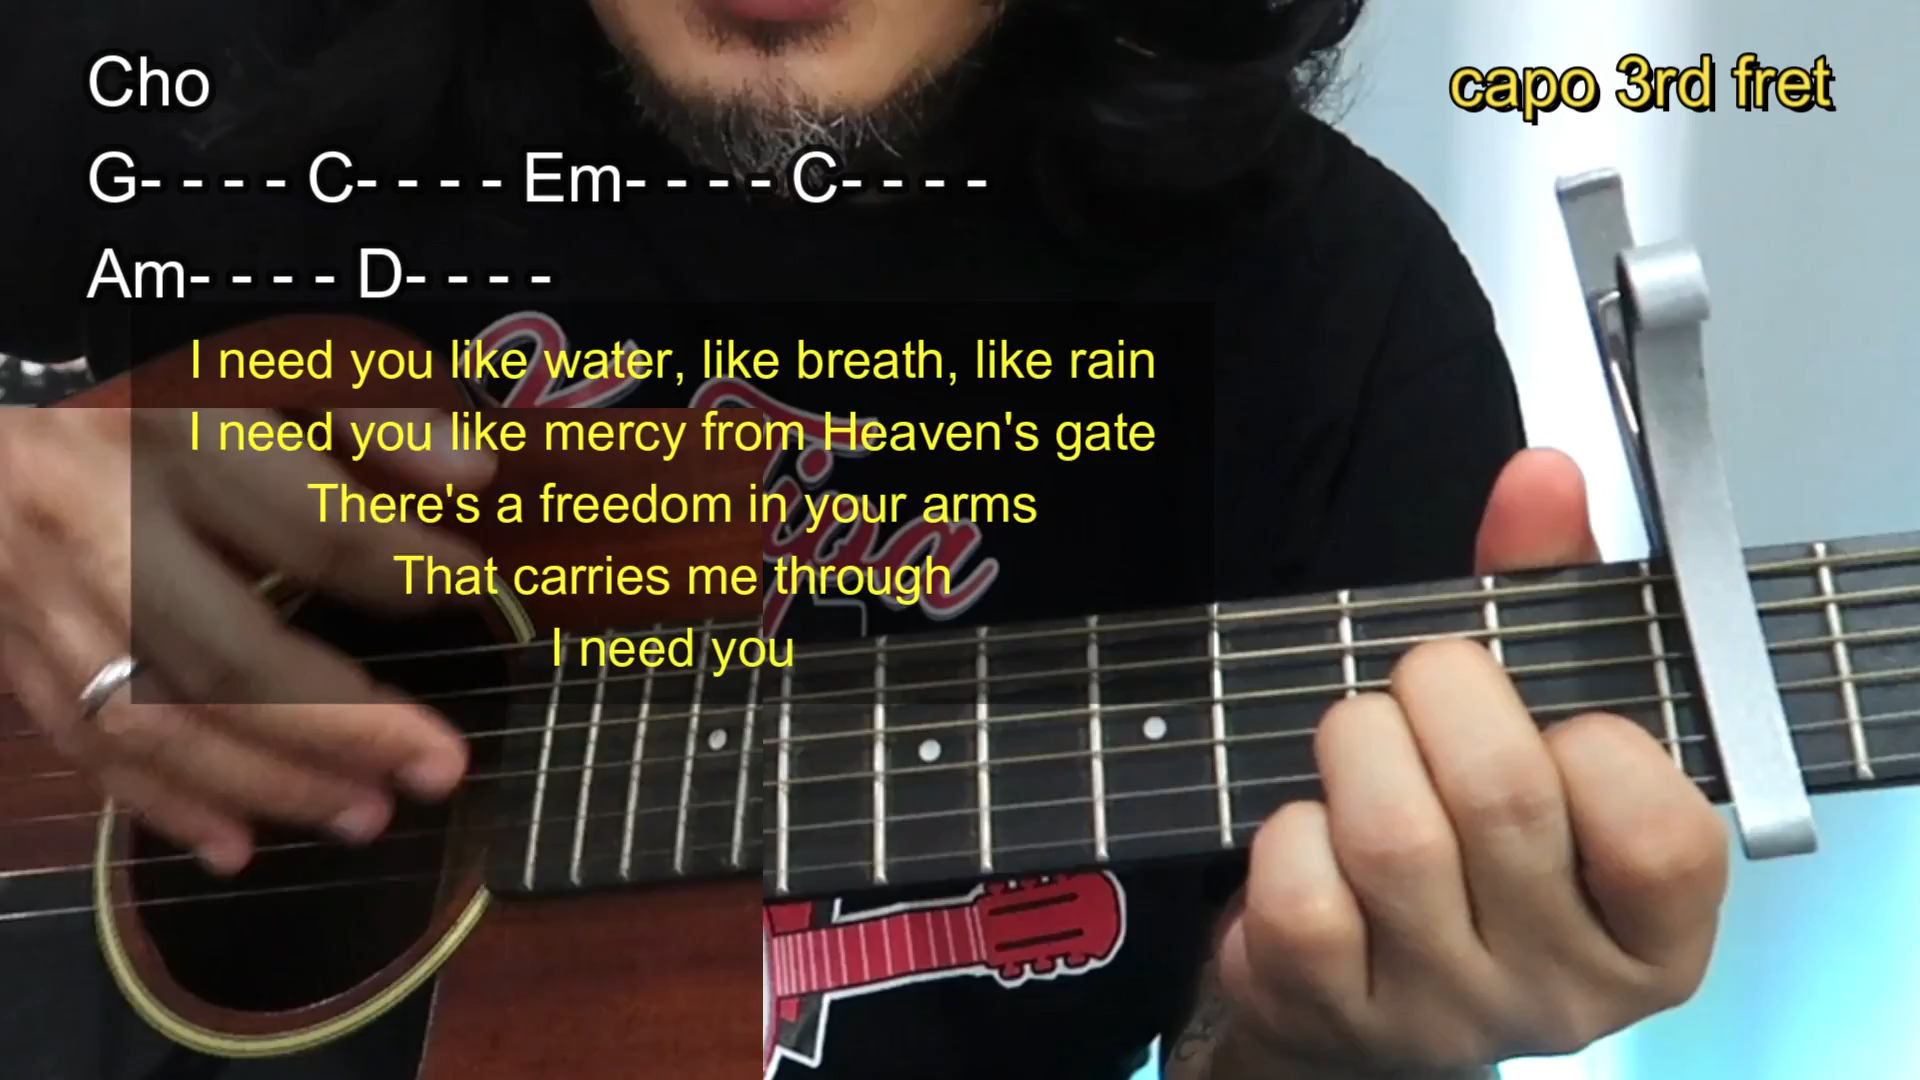 Cho
capo 3rd fret
G- - - - C- - - - Em- - - - C- - - -
Am- - - - D- - - -
I need you like water, like breath, like rain
I need you like mercy from Heaven's gate
There's a freedom in your arms
That carries me through
I need you